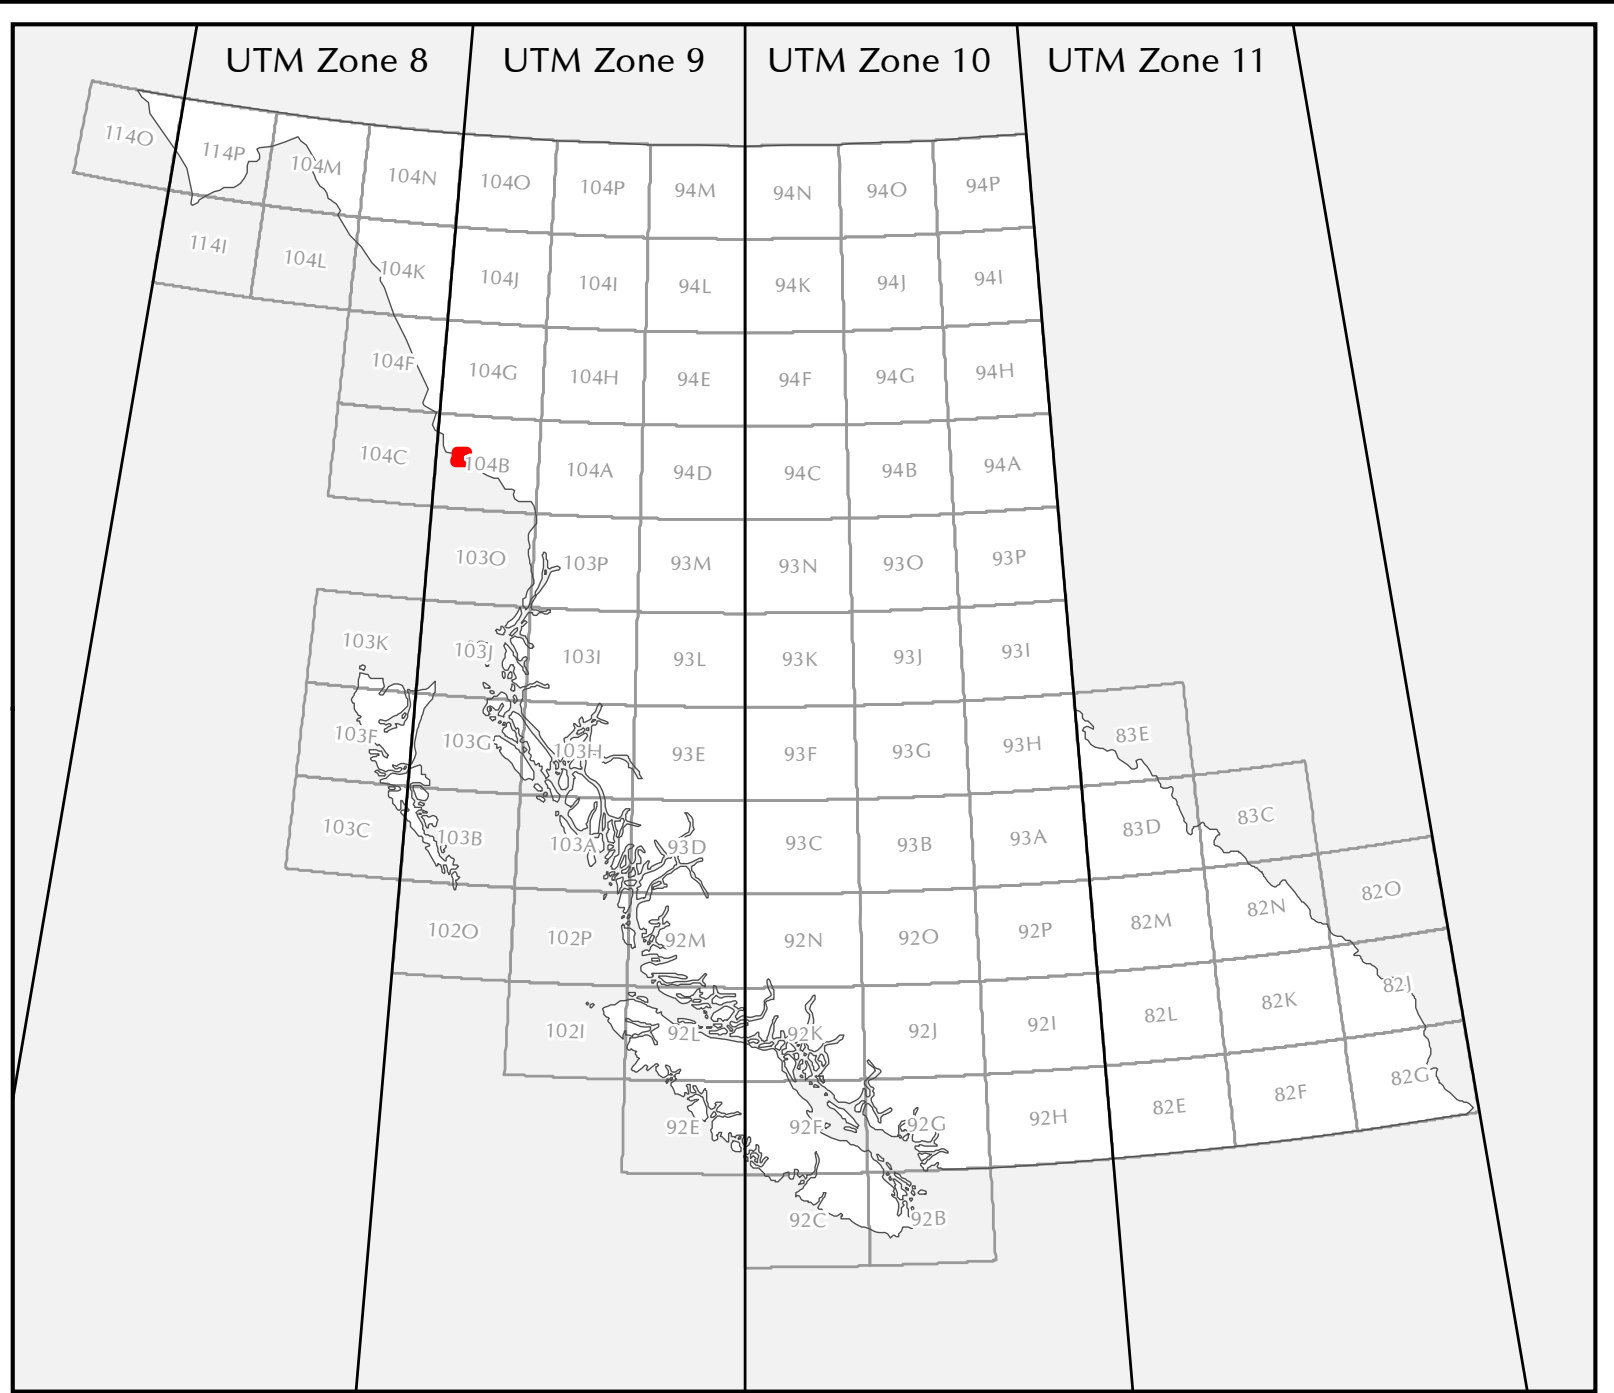 UTM Zone 8 UTM Zone 9 UTM Zone 10 UTM Zone 11
114O 114P 104M 104N 104O 104P 94M 94N 94O 94P
114I 104L 104K 104J 104I 94L 94K 94J 94I
104F 104G 104H 94E 94F 94G 94H
104C 104B 104A 94D 94C 94B 94A
103O 103P 93M 93N 93O 93P
103K 103J 103I 93L 93K 93J 93I
103F 103G 103H 93E 93F 93G 93H 83E
103C 103B 103A 93D 93C 93B 93A 83D 83C
102O 102P 92M 92N 92O 92P 82M 82N 82O
102I 92L 92K 92J 92I 82L 82K 82J
92E 92F 92G 92H 82E 82F 82G
92C 92B